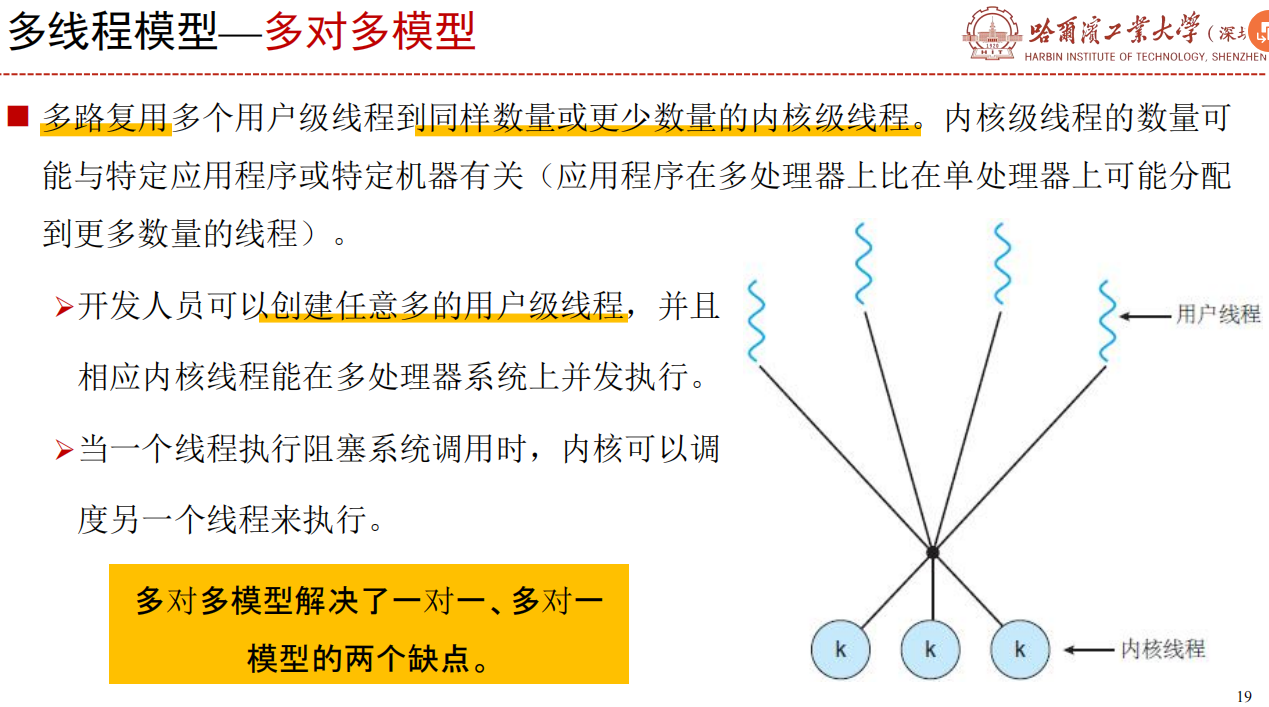 多线程模型—多对多模型
哈爾濱工業大學(深圳
HARBIN INSTITUTE OF TECHNOLOGY, SHENZHEN
多路复用多个用户级线程到同样数量或更少数量的内核级线程。内核级线程的数量可
能与特定应用程序或特定机器有关（应用程序在多处理器上比在单处理器上可能分配
到更多数量的线程）。
开发人员可以创建任意多的用户级线程，并且
相应内核线程能在多处理器系统上并发执行。
当一个线程执行阻塞系统调用时，内核可以调
度另一个线程来执行。
多对多模型解决了一对一、多对一
模型的两个缺点。
用户线程
k k k
内核线程
19